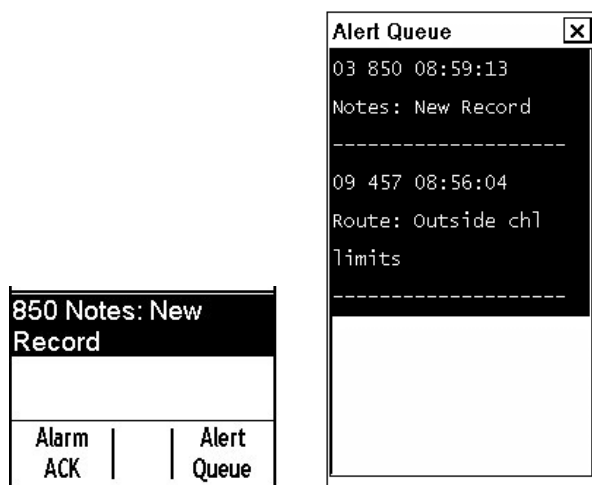 850 Notes: New
Record
Alarm
ACK
Alert
Queue
Alert Queue
03 850 08:59:13
Notes: New Record
--------------------
09 457 08:56:04
Route: Outside chl
limits
--------------------